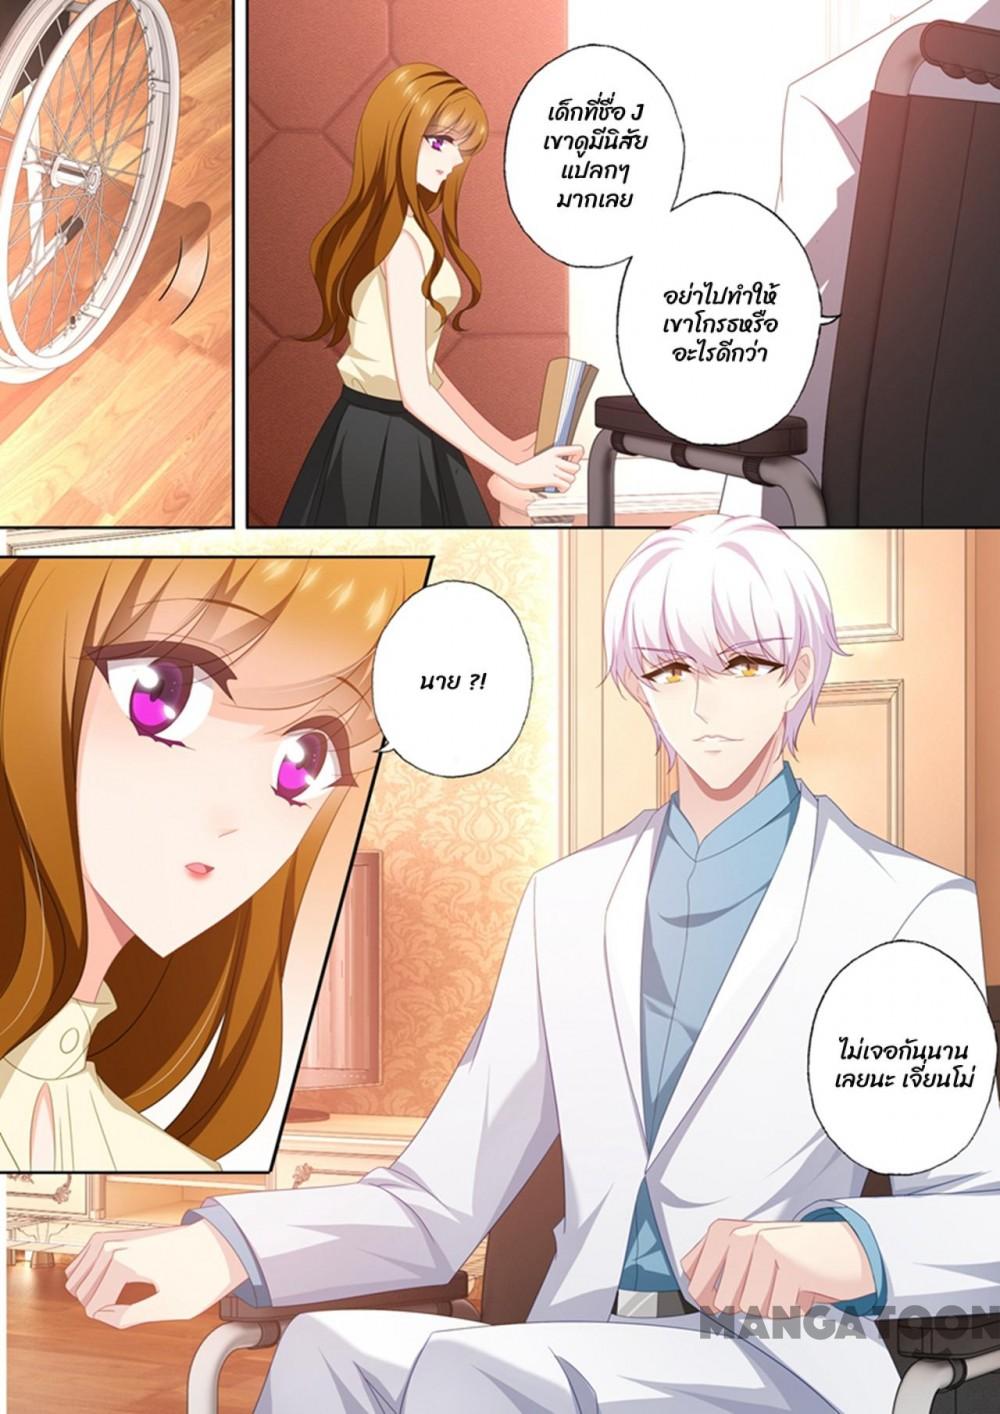 เด็กที่ชื่อ J
เขาดูมีนิสัย
แปลกๆ
มากเลย
อย่าไปทำให้
เขาโกรธหรือ
อะไรดีกว่า
นาย ?!
ไม่เจอกันนาน
เลยนะ เจี่ยนโม่
MANGATOON